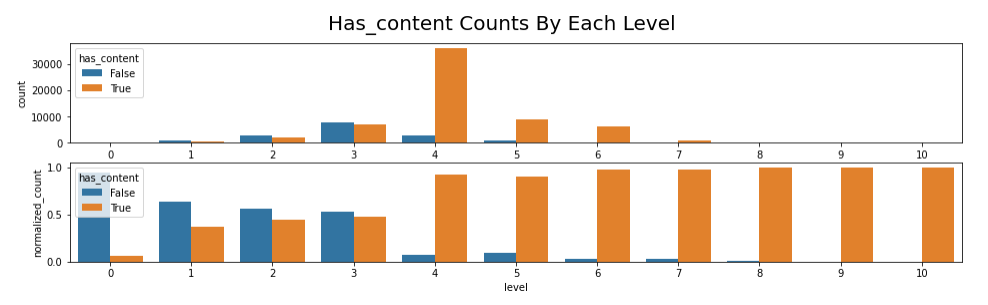 Has_content Counts By Each Level
count
30000
20000
10000
0
has_content
False
True
0 1 2 3 4 5 6 7 8 9 10
normalized_count
1.0
0.5
0.0
has_content
False
True
0 1 2 3 4 5 6 7 8 9 10
level